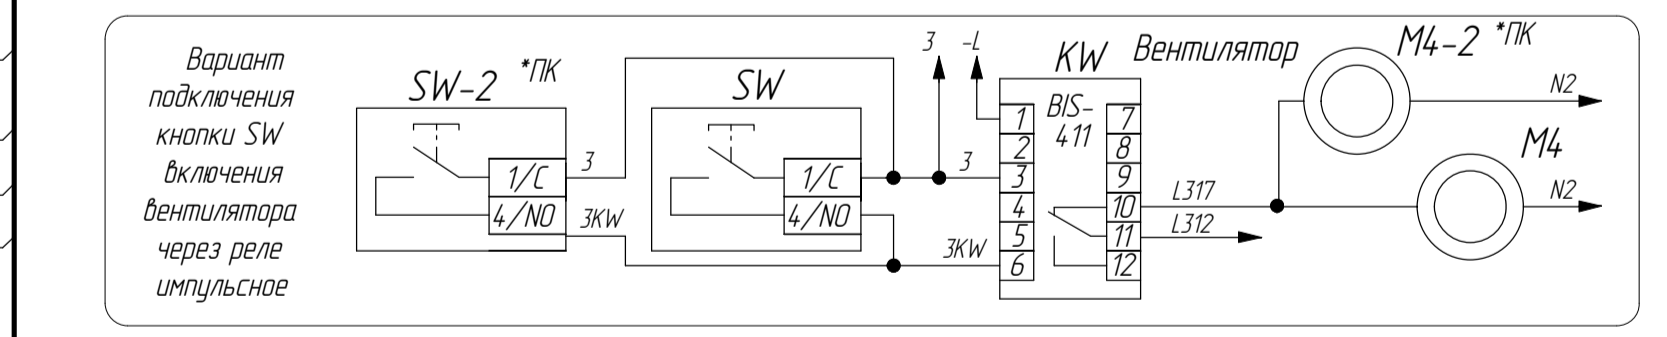 Вариант
подключения
кнопки SW
включения
вентилятора
через реле
импульсное
SW-2 *ПК
1/C
4/NO
3
3KW
SW
1/C
4/NO
3 -L
3
3KW
KW
BIS-
411
1
2
3
4
5
6
7
8
9
10
11
12
Вентилятор
L317
L312
M4-2 *ПК
N2
M4
N2